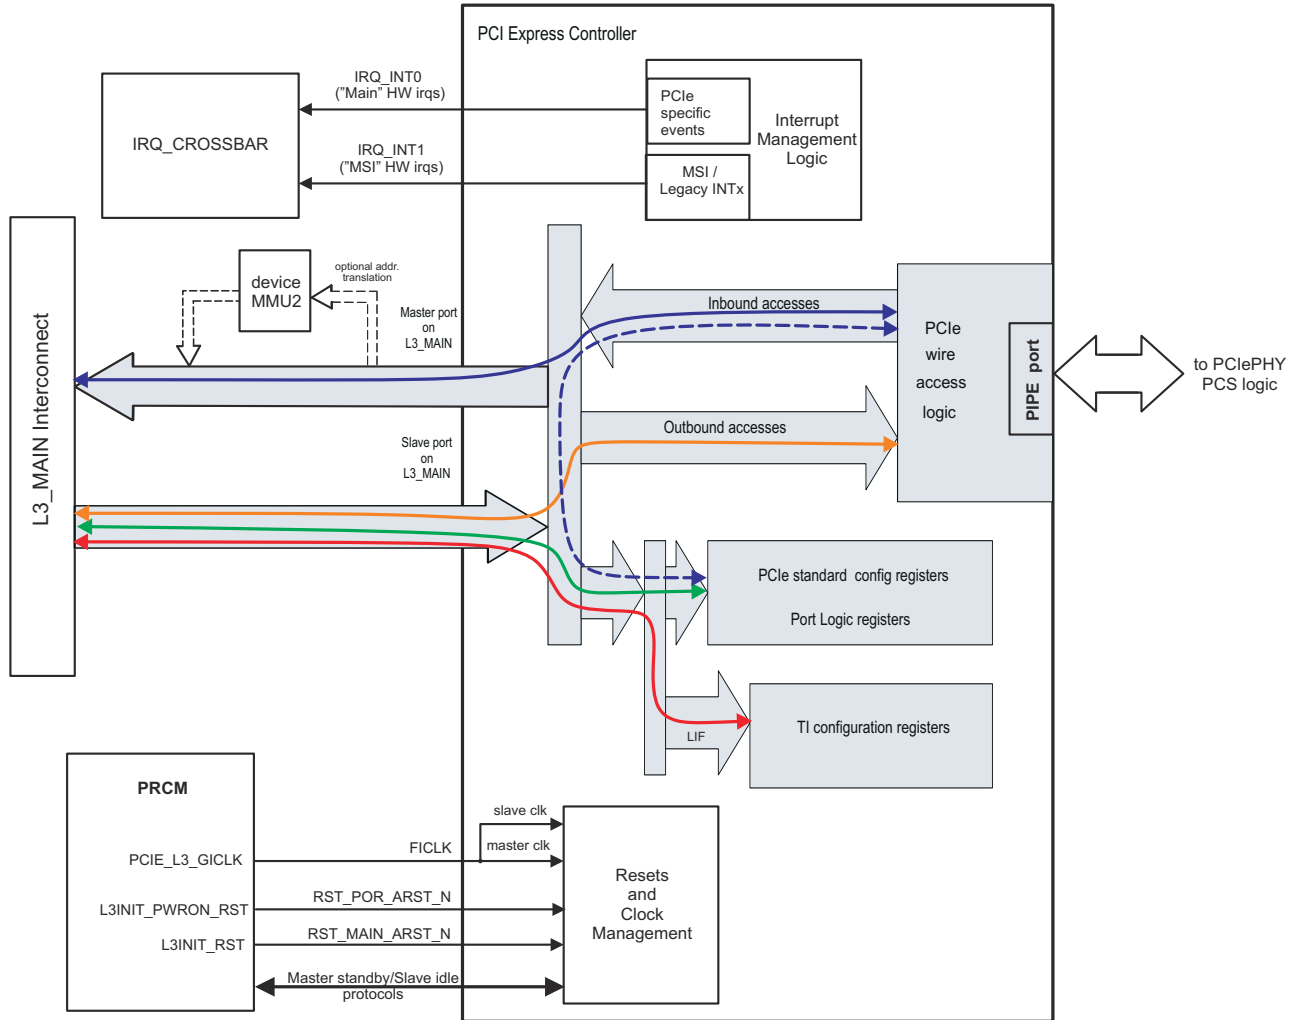 PCI Express Controller
IRQ_INT0
("Main" HW irqs)
IRQ_CROSSBAR
IRQ_INT1
("MSI" HW irqs)
PCIe
specific
events
MSI /
Legacy INTx
Interrupt
Management
Logic
L3_MAIN Interconnect
device
MMU2
optional addr.
translation
Master port
on
L3_MAIN
Inbound accesses
PCIe
wire
access
logic
PIPE port
to PCIePHY
PCS logic
Slave port
on
L3_MAIN
Outbound accesses
PCIe standard config registers
Port Logic registers
TI configuration registers
LIF
PRCM
PCIE_L3_GICLK
L3INIT_PWRON_RST
L3INIT_RST
slave clk
FICLK
master clk
RST_POR_ARST_N
RST_MAIN_ARST_N
Master standby/Slave idle
protocols
Resets
and
Clock
Management